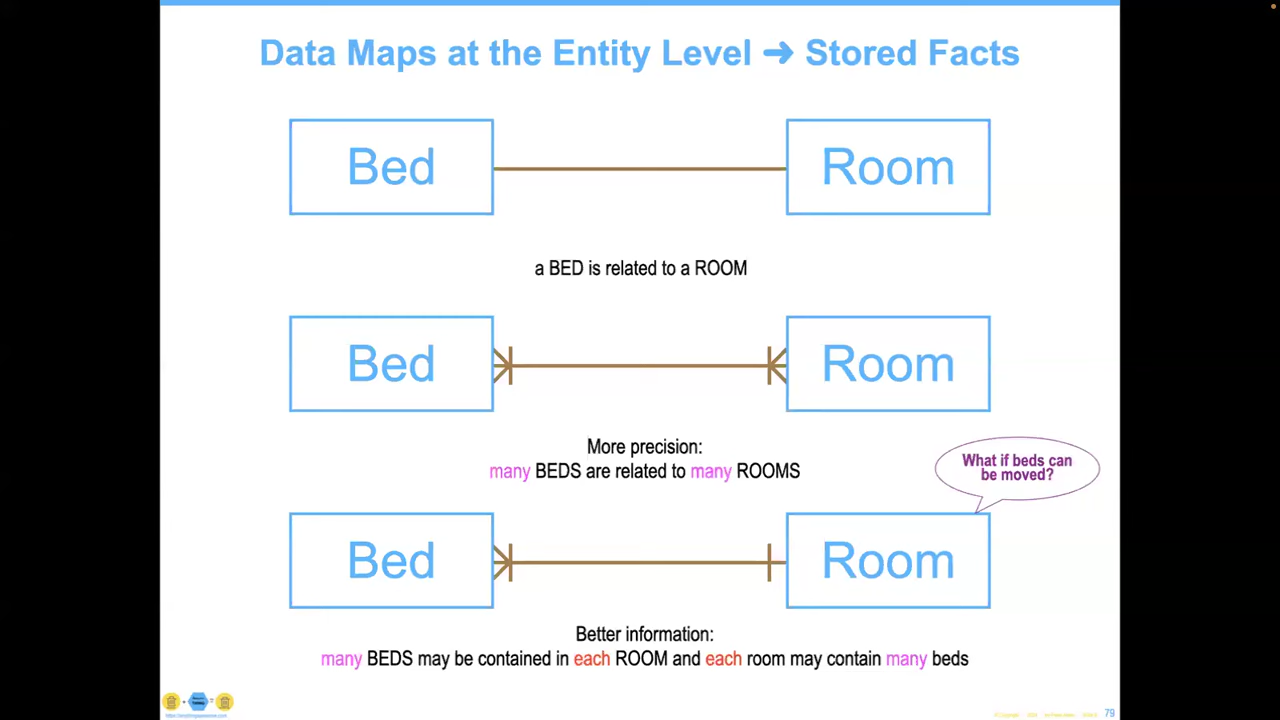 Data Maps at the Entity Level ➜ Stored Facts
Bed
Room
a BED is related to a ROOM
Bed
Room
More precision:
many BEDS are related to many ROOMS
What if beds can
be moved?
Bed
Room
Better information:
many BEDS may be contained in each ROOM and each room may contain many beds
79